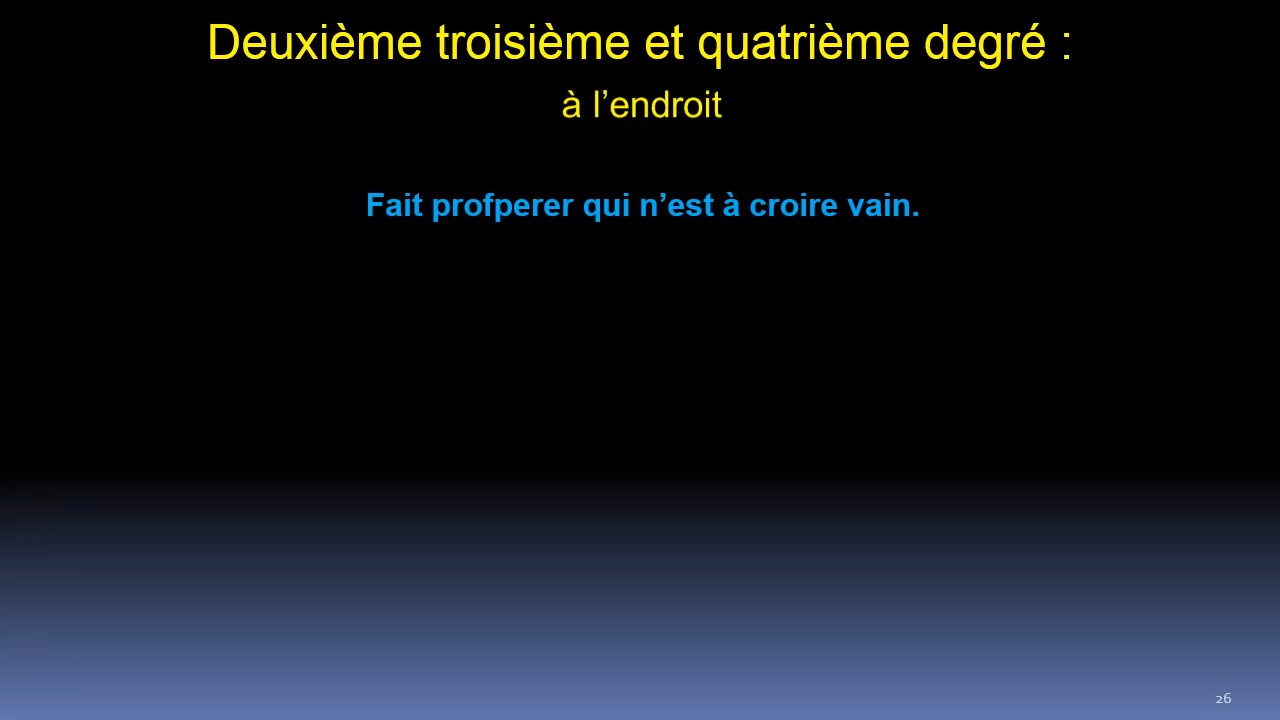 Deuxième troisième et quatrième degré :
à l’endroit
Fait profperer qui n’est à croire vain.
26